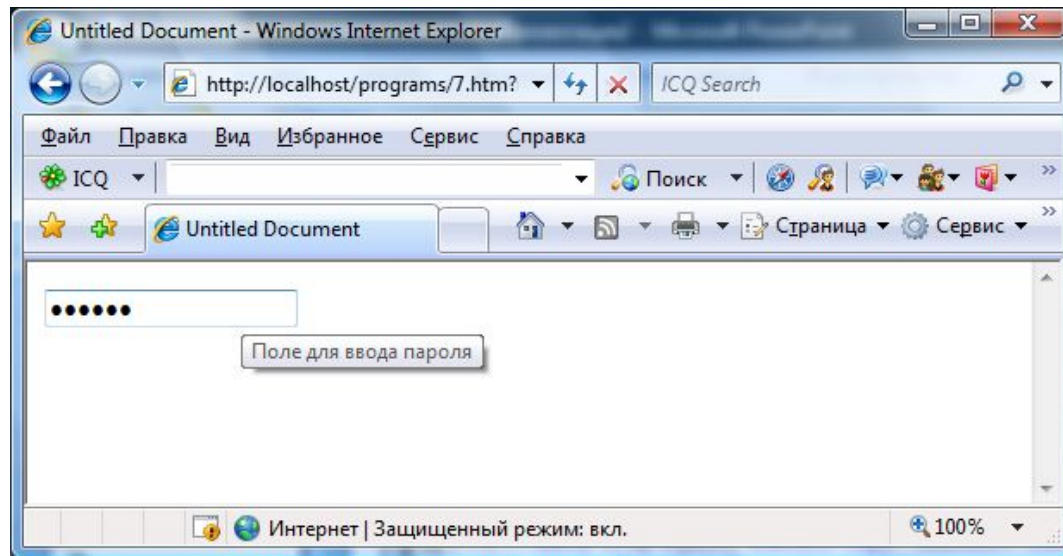 Untitled Document - Windows Internet Explorer
http://localhost/programs/7.htm? ICQ Search
Файл Правка Вид Избранное Сервис Справка
ICQ Поиск
Untitled Document Страница Сервис
••••••
Поле для ввода пароля
Интернет | Защищенный режим: вкл. 100%